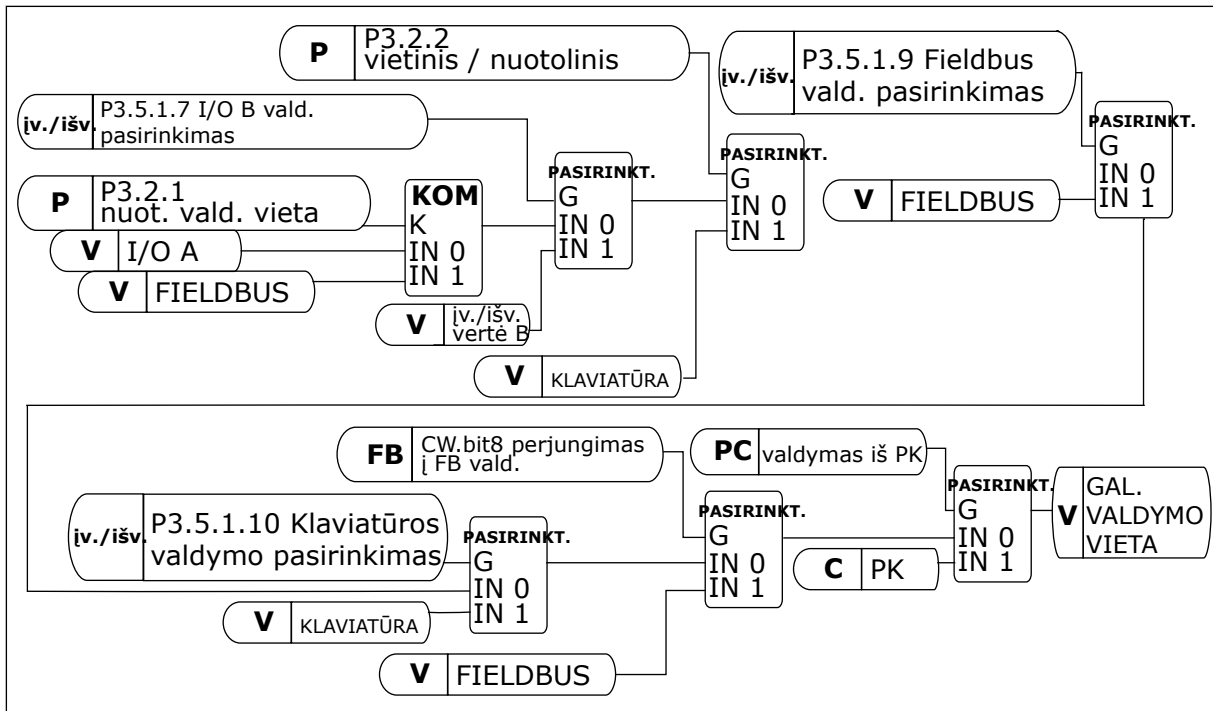 P P3.2.2
vietinis / nuotolinis
įv./išv. P3.5.1.9 Fieldbus
vald. pasirinkimas
įv./išv. P3.5.1.7 I/O B vald.
pasirinkimas
PASIRINKT.
G
IN 0
IN 1
PASIRINKT.
G
IN 0
IN 1
PASIRINKT.
G
IN 0
IN 1
P P3.2.1
nuot. vald. vieta
KOM
K
IN 0
IN 1
V FIELDBUS
V I/O A
V FIELDBUS
V įv./išv.
vertė B
V KLAVIATŪRA
FB CW.bit8 perjungimas
į FB vald.
PC valdymas iš PK
PASIRINKT.
G
IN 0
IN 1
V GAL.
VALDYMO
VIETA
įv./išv. P3.5.1.10 Klaviatūros
valdymo pasirinkimas
PASIRINKT.
G
IN 0
IN 1
PASIRINKT.
G
IN 0
IN 1
C PK
V KLAVIATŪRA
V FIELDBUS